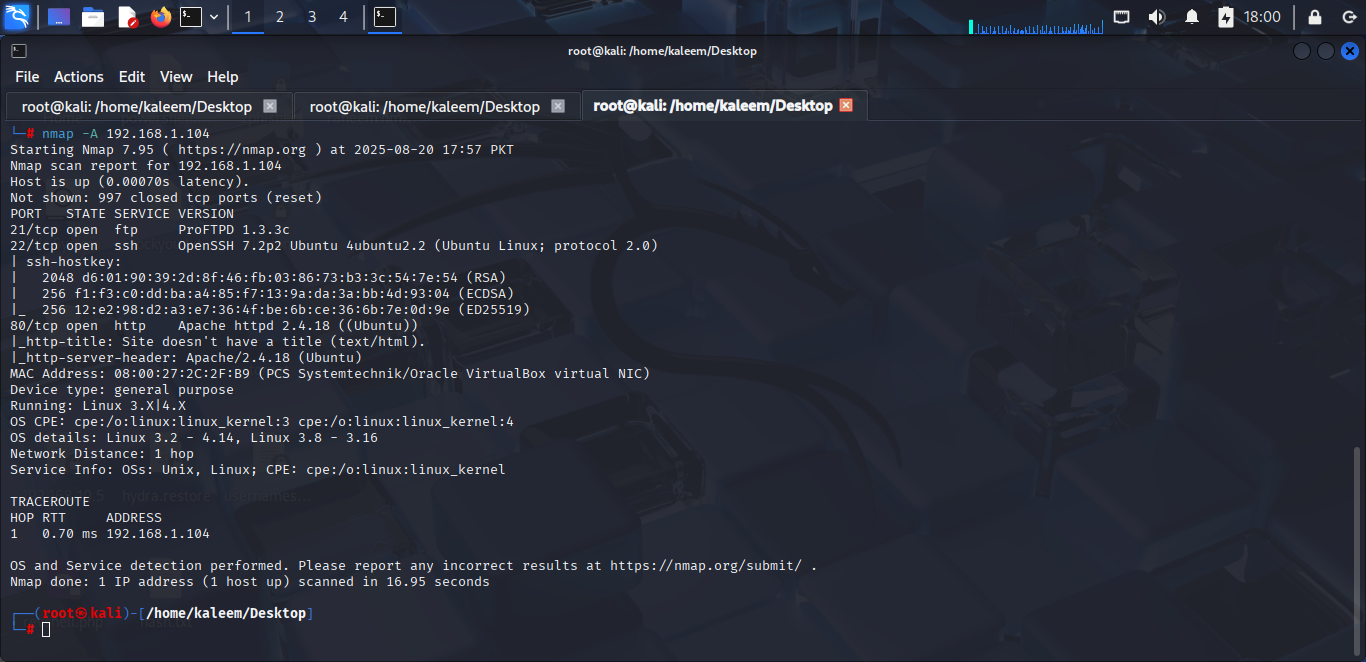 1 2 3 4 18:00
root@kali: /home/kaleem/Desktop
File Actions Edit View Help
root@kali: /home/kaleem/Desktop root@kali: /home/kaleem/Desktop root@kali: /home/kaleem/Desktop
└─# nmap -A 192.168.1.104
Starting Nmap 7.95 ( https://nmap.org ) at 2025-08-20 17:57 PKT
Nmap scan report for 192.168.1.104
Host is up (0.00070s latency).
Not shown: 997 closed tcp ports (reset)
PORT   STATE SERVICE VERSION
21/tcp open  ftp     ProFTPD 1.3.3c
22/tcp open  ssh     OpenSSH 7.2p2 Ubuntu 4ubuntu2.2 (Ubuntu Linux; protocol 2.0)
| ssh-hostkey:
|   2048 d6:01:90:39:2d:8f:46:fb:03:86:73:b3:3c:54:7e:54 (RSA)
|   256 f1:f3:c0:dd:ba:a4:85:f7:13:9a:da:3a:bb:4d:93:04 (ECDSA)
|_  256 12:e2:98:d2:a3:e7:36:4f:be:6b:ce:36:6b:7e:0d:9e (ED25519)
80/tcp open  http    Apache httpd 2.4.18 ((Ubuntu))
|_http-title: Site doesn't have a title (text/html).
|_http-server-header: Apache/2.4.18 (Ubuntu)
MAC Address: 08:00:27:2C:2F:B9 (PCS Systemtechnik/Oracle VirtualBox virtual NIC)
Device type: general purpose
Running: Linux 3.X|4.X
OS CPE: cpe:/o:linux:linux_kernel:3 cpe:/o:linux:linux_kernel:4
OS details: Linux 3.2 - 4.14, Linux 3.8 - 3.16
Network Distance: 1 hop
Service Info: OSs: Unix, Linux; CPE: cpe:/o:linux:linux_kernel
hydra.restore
TRACEROUTE
HOP RTT     ADDRESS
1   0.70 ms 192.168.1.104
OS and Service detection performed. Please report any incorrect results at https://nmap.org/submit/ .
Nmap done: 1 IP address (1 host up) scanned in 16.95 seconds
┌──(root㉿kali)-[/home/kaleem/Desktop]
└─#